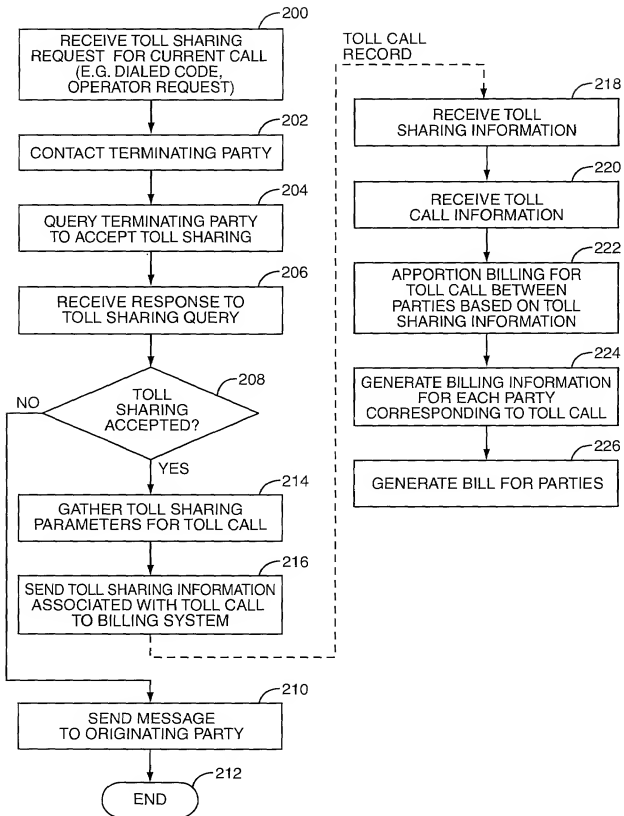 200
RECEIVE TOLL SHARING
REQUEST FOR CURRENT CALL
(E.G. DIALED CODE,
OPERATOR REQUEST)
202
CONTACT TERMINATING PARTY
204
QUERY TERMINATING PARTY
TO ACCEPT TOLL SHARING
206
RECEIVE RESPONSE TO
TOLL SHARING QUERY
208
TOLL
SHARING
ACCEPTED?
NO
YES
214
GATHER TOLL SHARING
PARAMETERS FOR TOLL CALL
216
SEND TOLL SHARING INFORMATION
ASSOCIATED WITH TOLL CALL
TO BILLING SYSTEM
210
SEND MESSAGE
TO ORIGINATING PARTY
212
END
TOLL CALL
RECORD
218
RECEIVE TOLL
SHARING INFORMATION
220
RECEIVE TOLL
CALL INFORMATION
222
APPORTION BILLING FOR
TOLL CALL BETWEEN
PARTIES BASED ON TOLL
SHARING INFORMATION
224
GENERATE BILLING INFORMATION
FOR EACH PARTY
CORRESPONDING TO TOLL CALL
226
GENERATE BILL FOR PARTIES